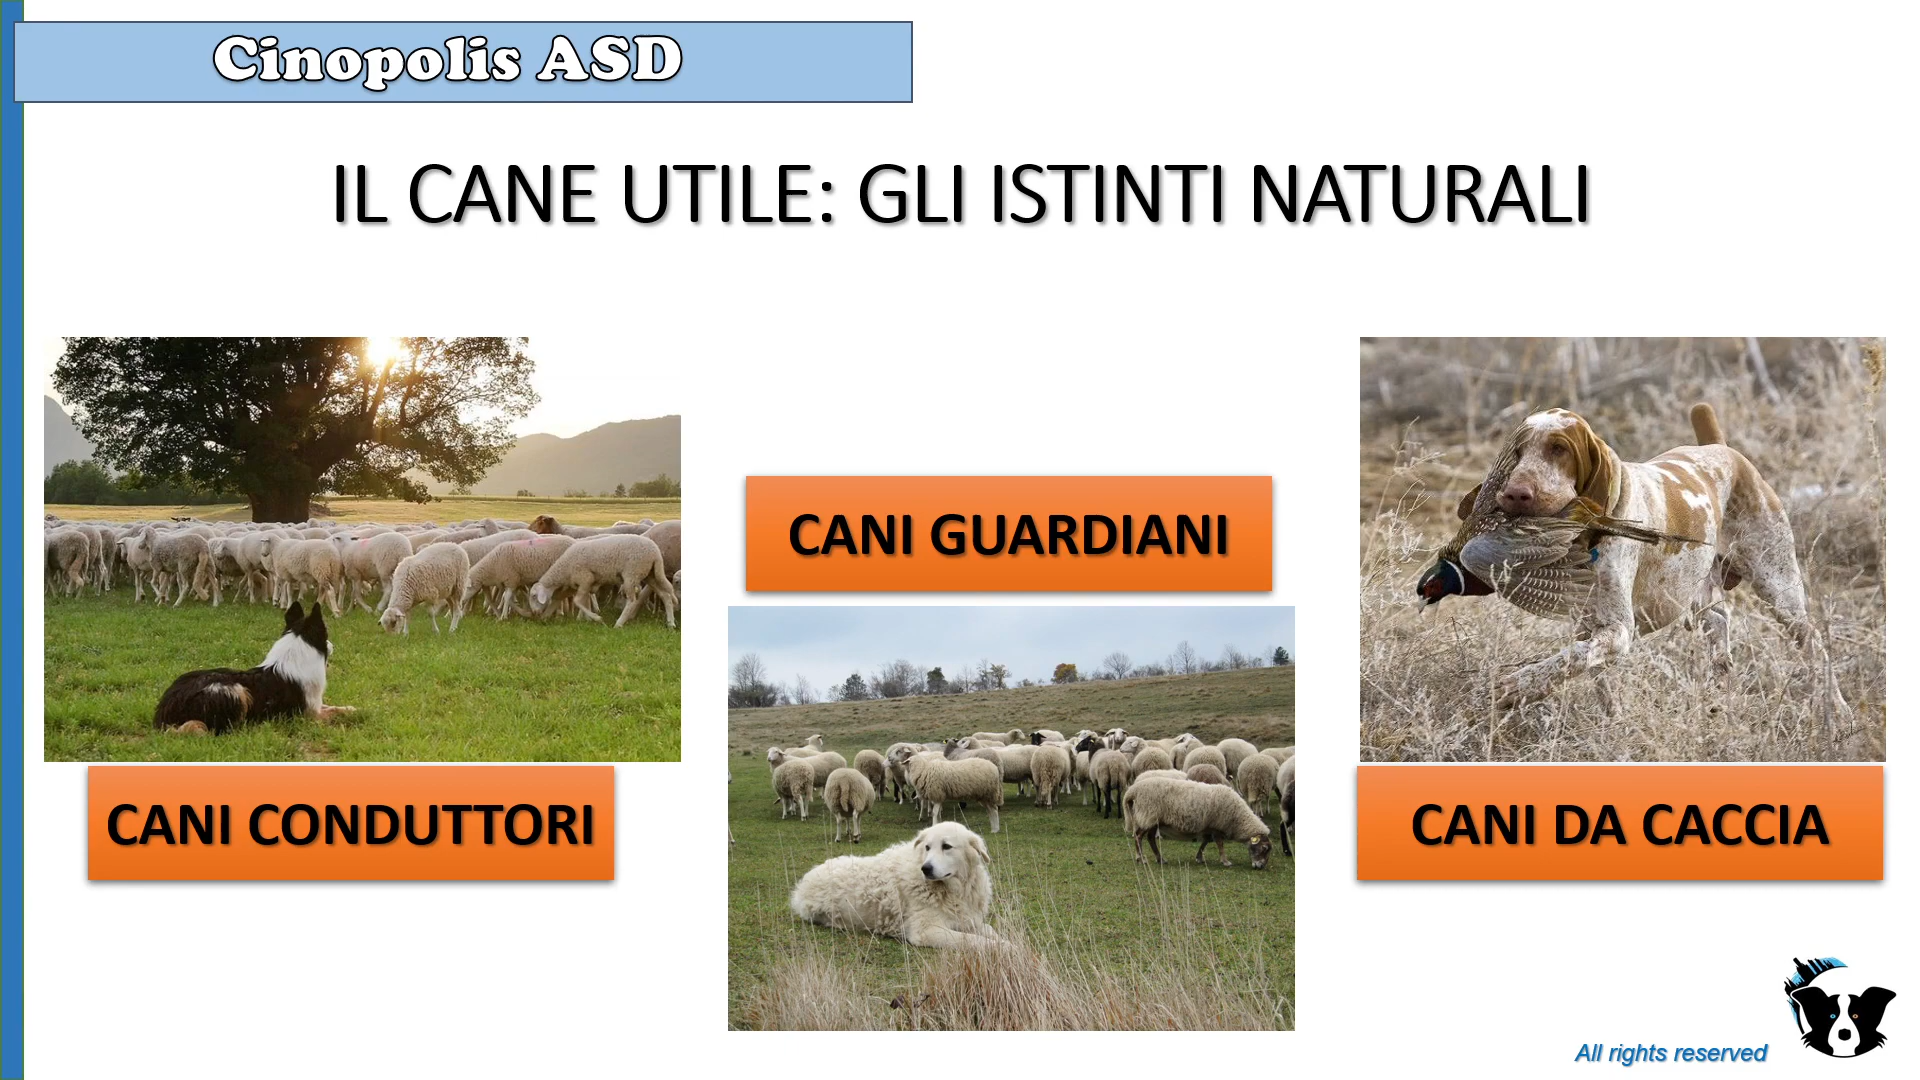 Cinopolis ASD
IL CANE UTILE: GLI ISTINTI NATURALI
CANI GUARDIANI
CANI CONDUTTORI
CANI DA CACCIA
All rights reserved